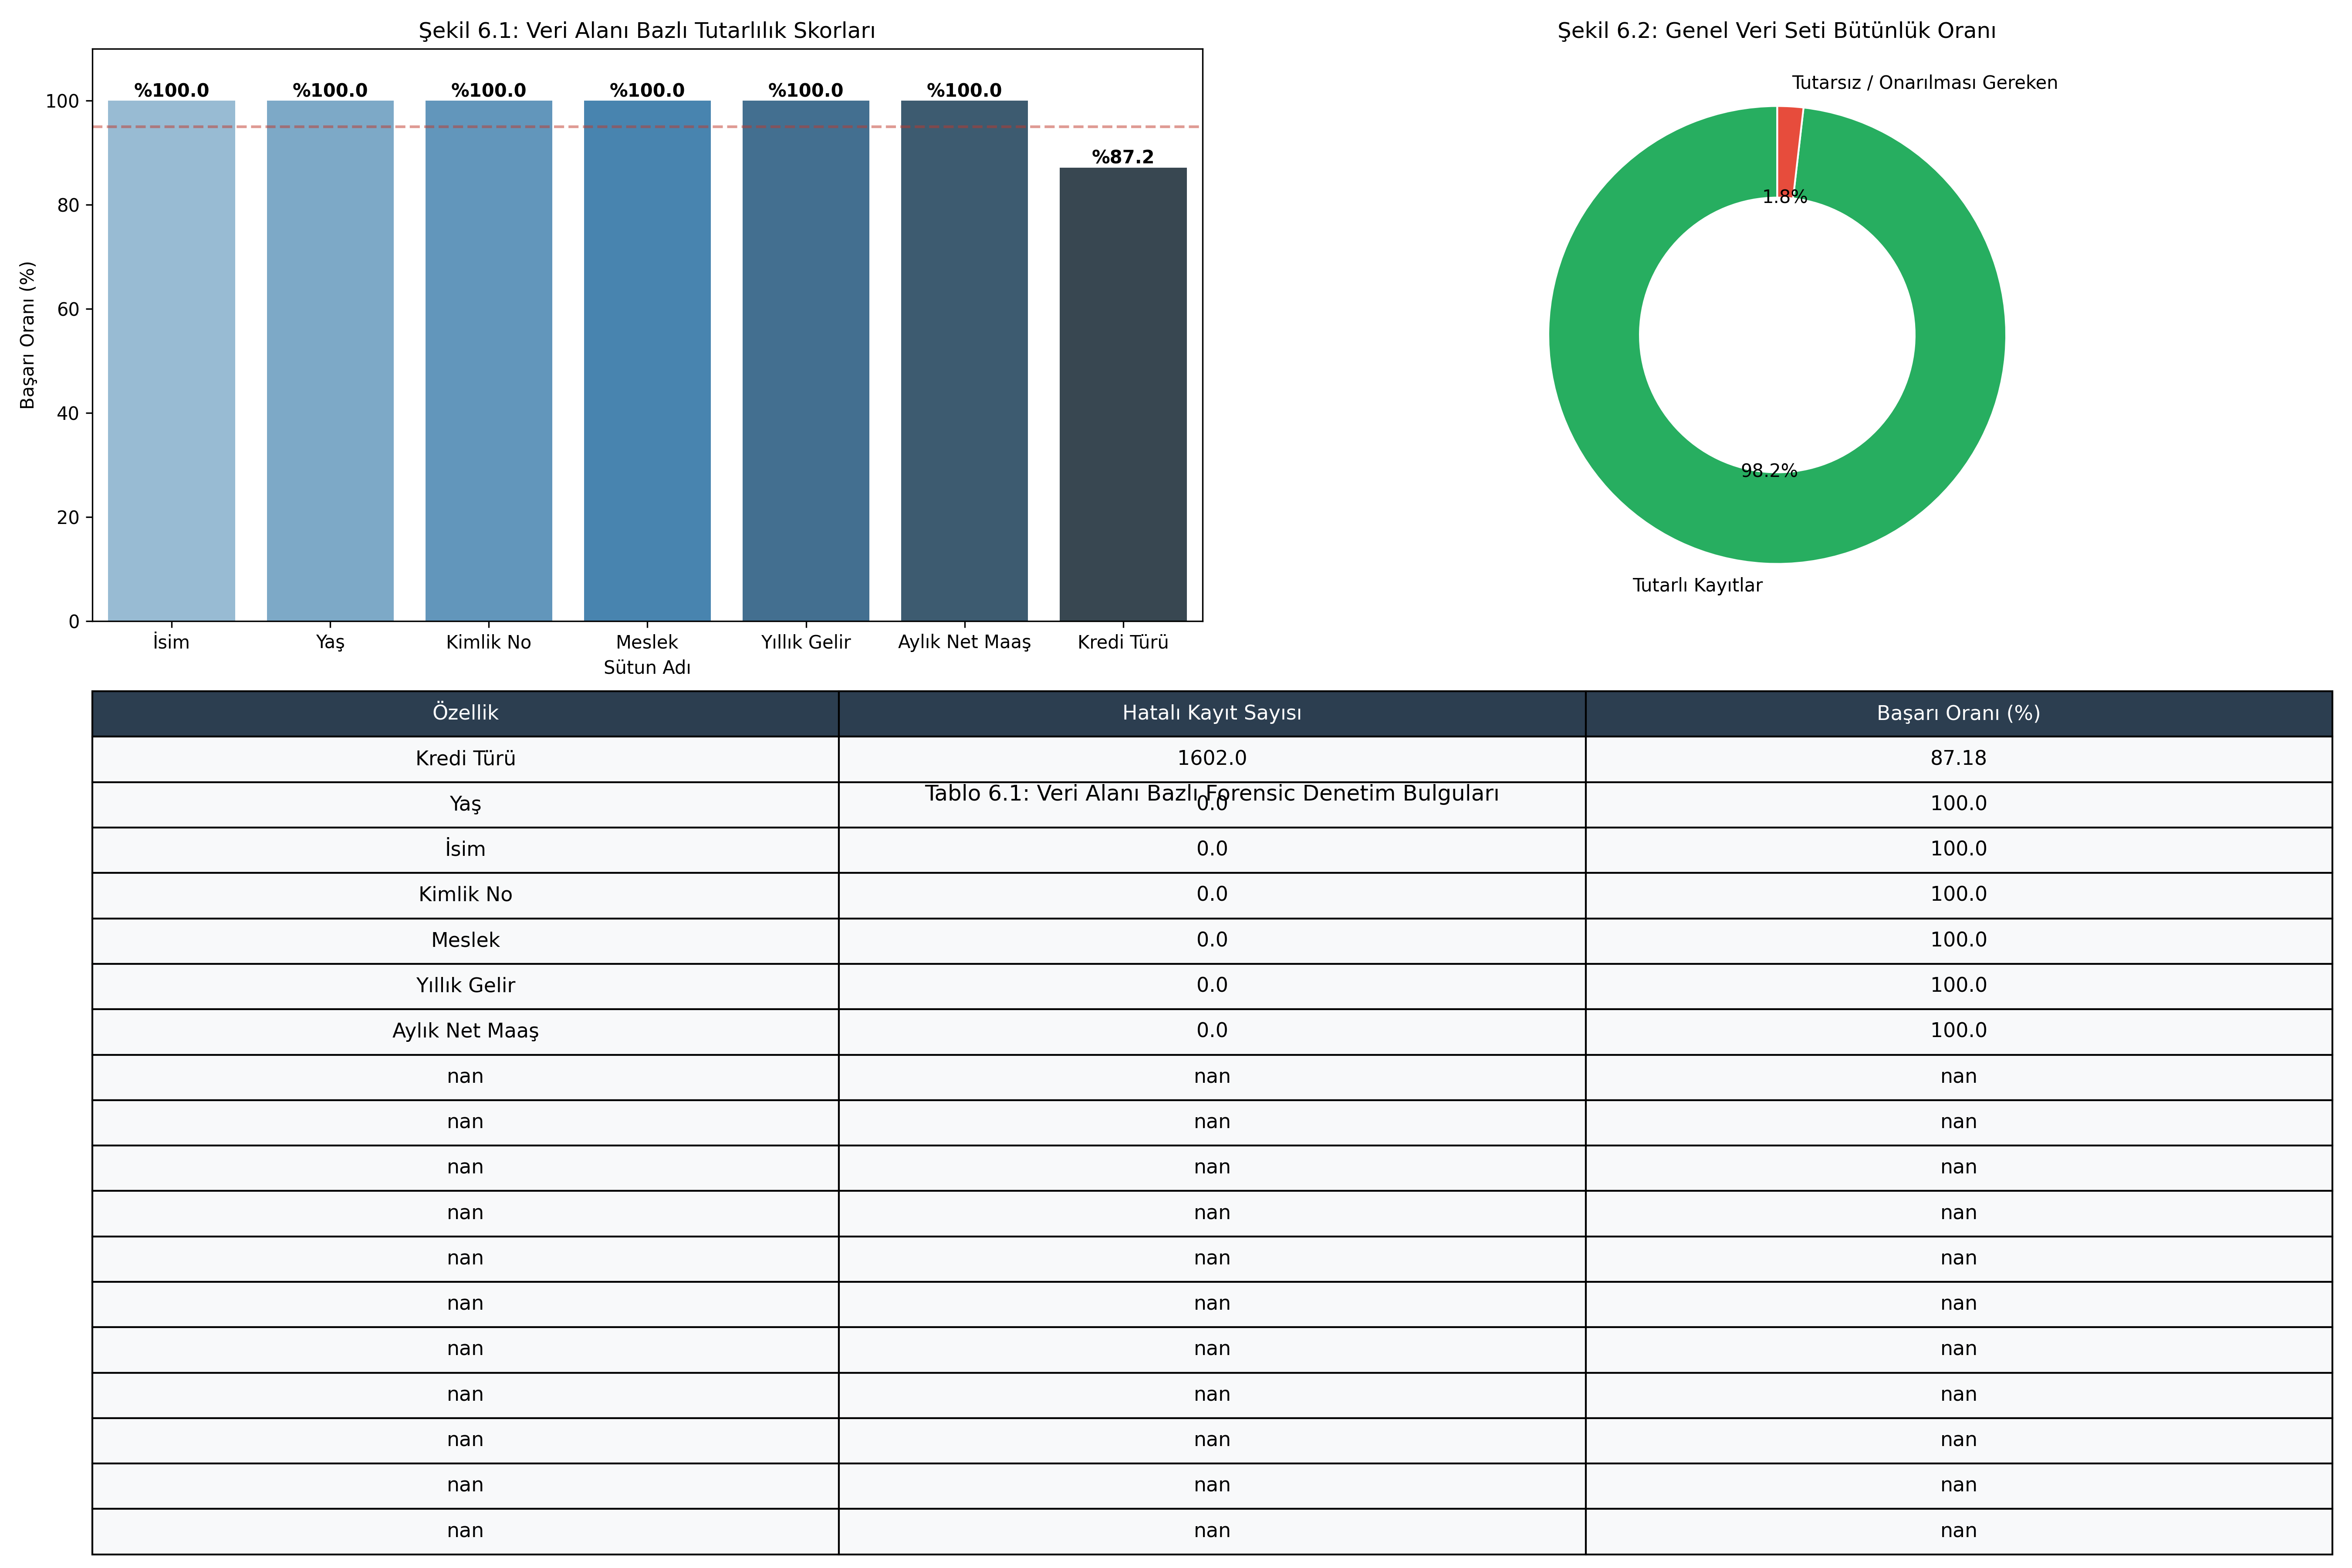 Şekil 6.1: Veri Alanı Bazlı Tutarlılık Skorları
%100.0 %100.0 %100.0 %100.0 %100.0 %100.0 %87.2
100
80
60
40
20
0
Başarı Oranı (%)
İsim Yaş Kimlik No Meslek Yıllık Gelir Aylık Net Maaş Kredi Türü
Sütun Adı
Şekil 6.2: Genel Veri Seti Bütünlük Oranı
Tutarsız / Onarılması Gereken
1.8%
98.2%
Tutarlı Kayıtlar
Özellik Hatalı Kayıt Sayısı Başarı Oranı (%)
Kredi Türü 1602.0 87.18
Tablo 6.1: Veri Alanı Bazlı Forensic Denetim Bulguları
Yaş 0.0 100.0
İsim 0.0 100.0
Kimlik No 0.0 100.0
Meslek 0.0 100.0
Yıllık Gelir 0.0 100.0
Aylık Net Maaş 0.0 100.0
nan nan nan
nan nan nan
nan nan nan
nan nan nan
nan nan nan
nan nan nan
nan nan nan
nan nan nan
nan nan nan
nan nan nan
nan nan nan